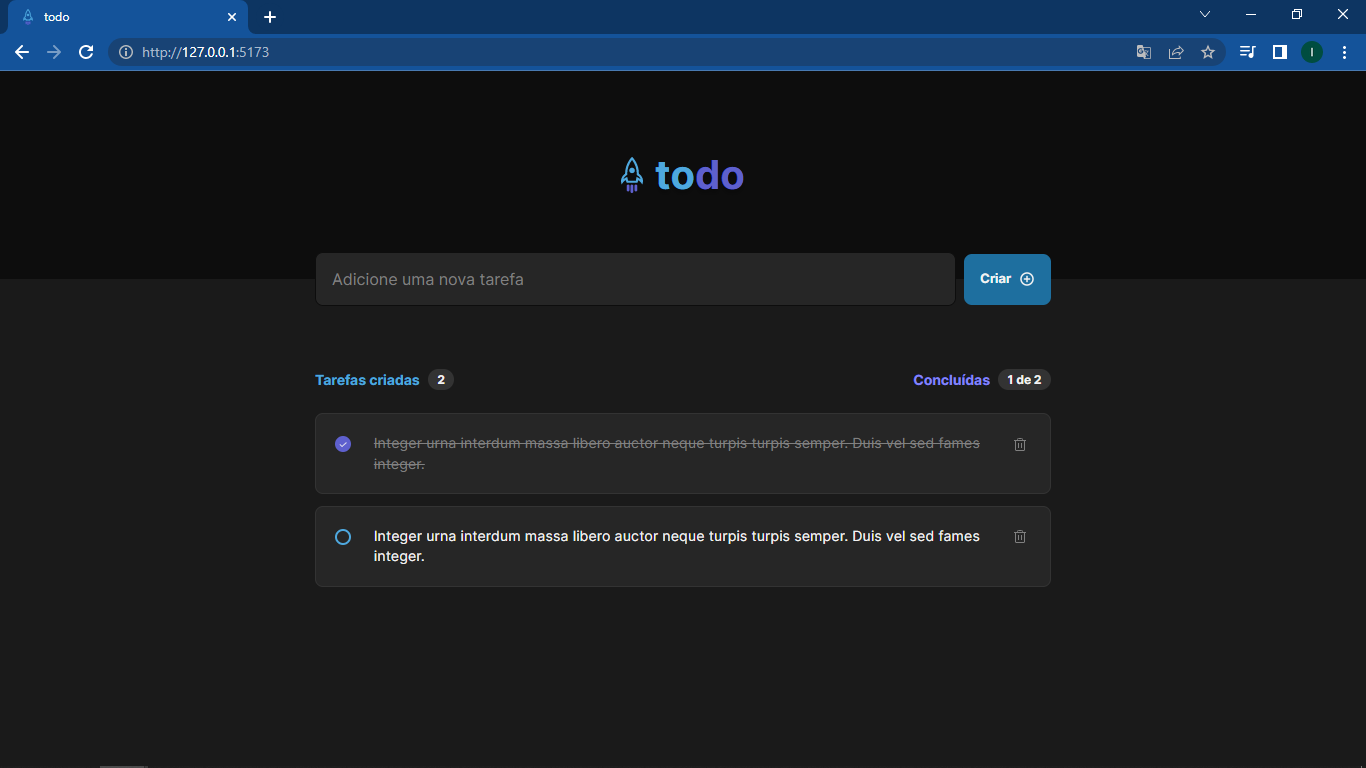 todo
http://127.0.0.1:5173
I
todo
Adicione uma nova tarefa
Criar
Tarefas criadas 2
Concluídas 1 de 2
Integer urna interdum massa libero auctor neque turpis turpis semper. Duis vel sed fames
integer.
Integer urna interdum massa libero auctor neque turpis turpis semper. Duis vel sed fames
integer.